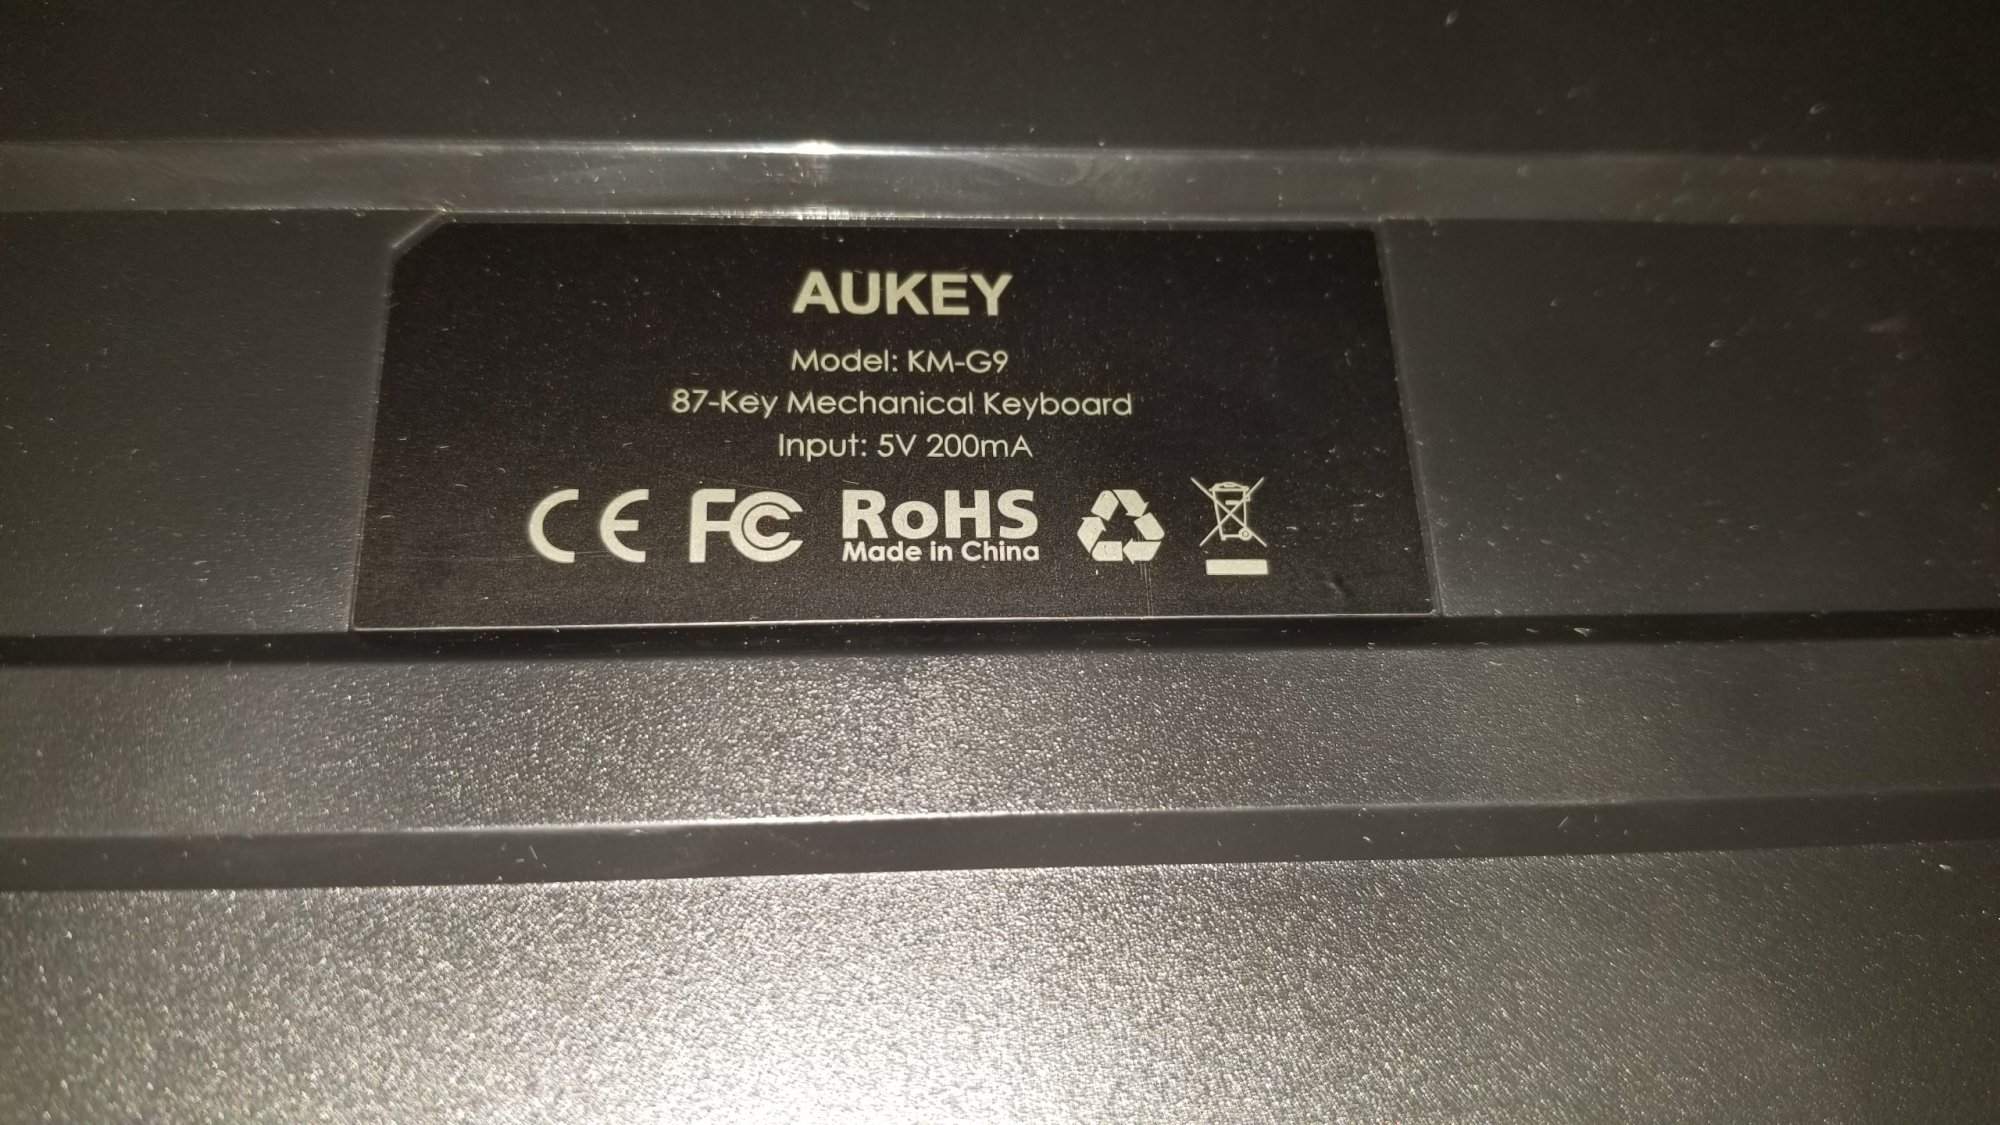 AUKEY
Model: KM-G9
87-Key Mechanical Keyboard
Input: 5V 200mA
CE FC RoHS
Made in China